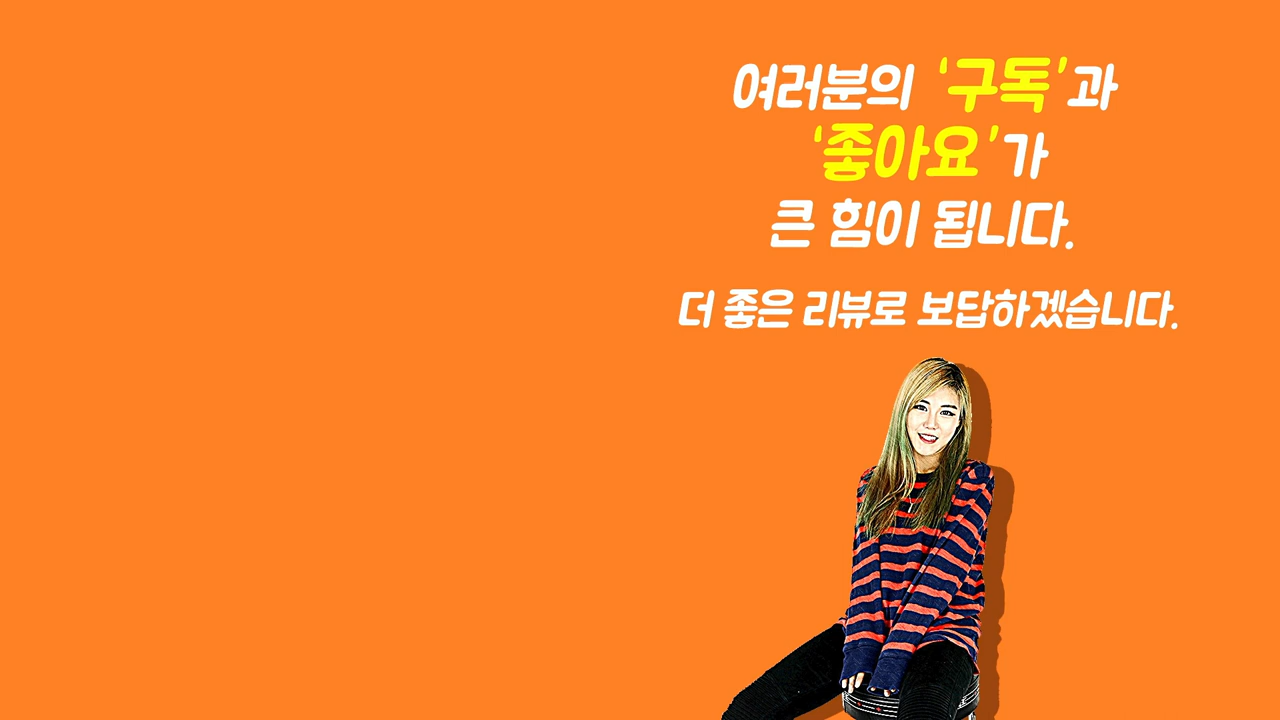 여러분의 '구독'과
'좋아요'가
큰 힘이 됩니다.
더 좋은 리뷰로 보답하겠습니다.